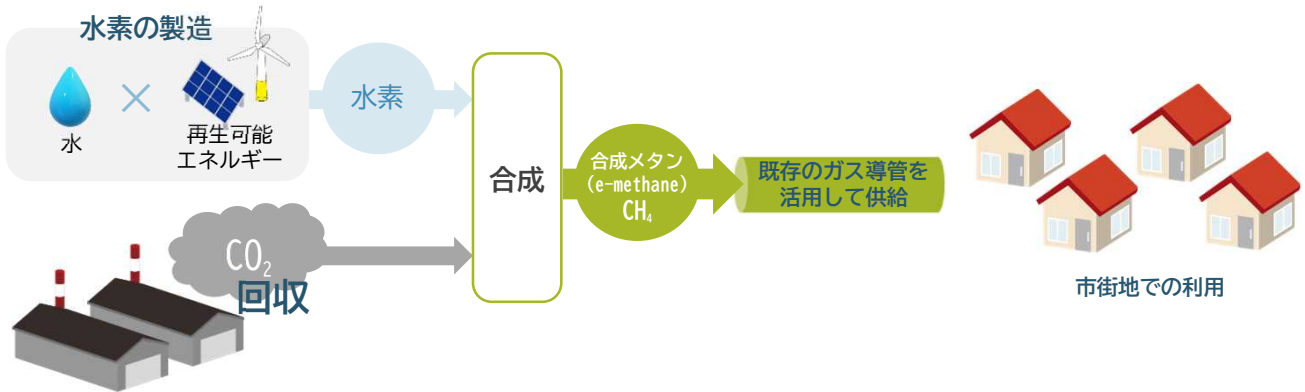 水素の製造
水
再生可能
エネルギー
水素
CO₂
回収
合成
合成メタン
(e-methane)
CH₄
既存のガス導管を
活用して供給
市街地での利用